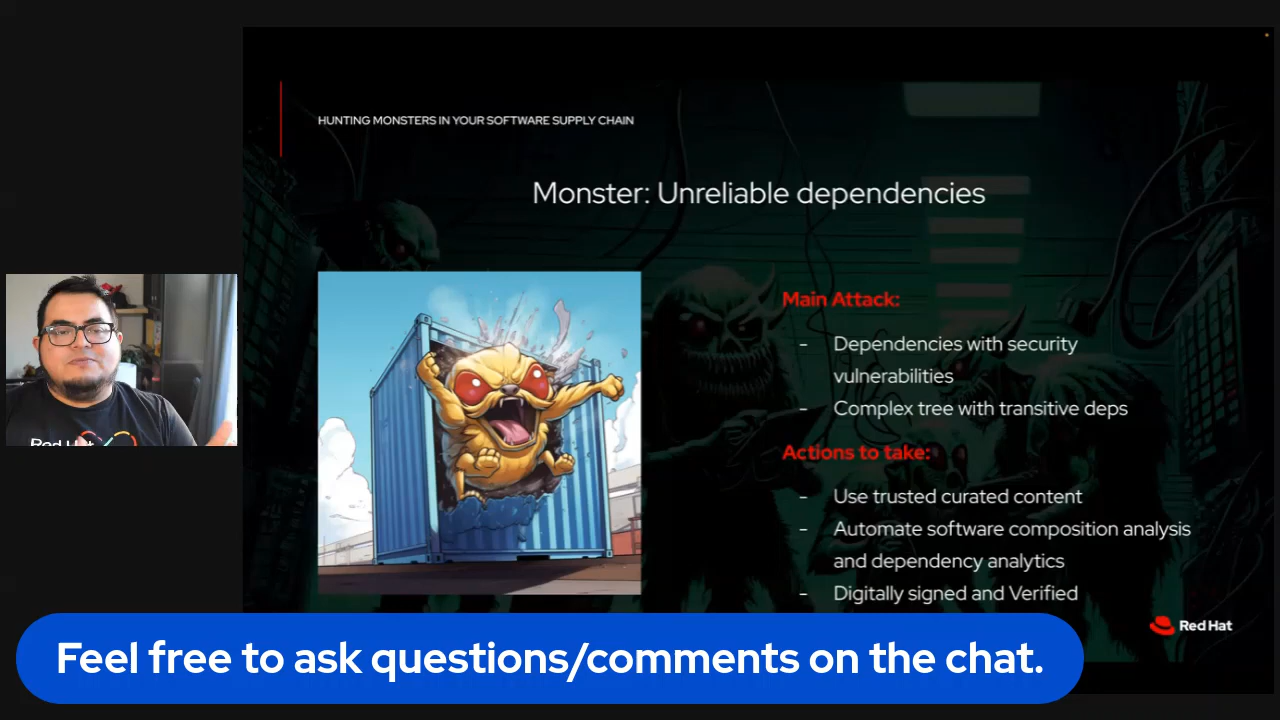 HUNTING MONSTERS IN YOUR SOFTWARE SUPPLY CHAIN
Monster: Unreliable dependencies
Main Attack:
- Dependencies with security
vulnerabilities
- Complex tree with transitive deps
Actions to take:
- Use trusted curated content
- Automate software composition analysis
and dependency analytics
- Digitally signed and Verified
Red Hat
Red Hat
Feel free to ask questions/comments on the chat.